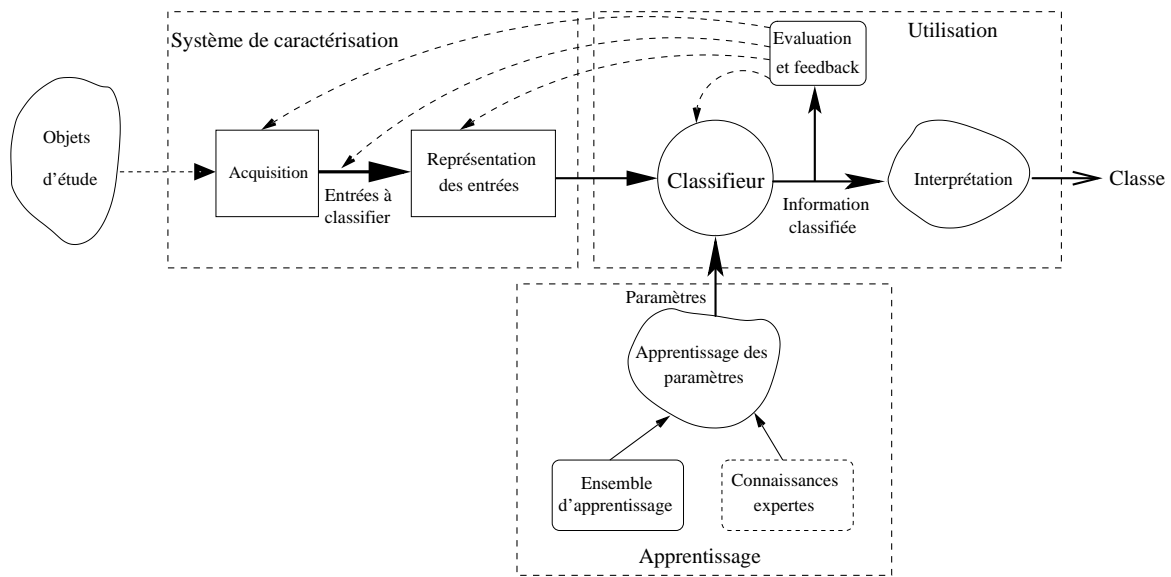 Système de caractérisation
Utilisation
Evaluation
et feedback
Objets
d'étude
Acquisition
Entrées à
classifier
Représentation
des entrées
Classifieur
Information
classifiée
Interprétation
Classe
Paramètres
Apprentissage des
paramètres
Ensemble
d'apprentissage
Connaissances
expertes
Apprentissage